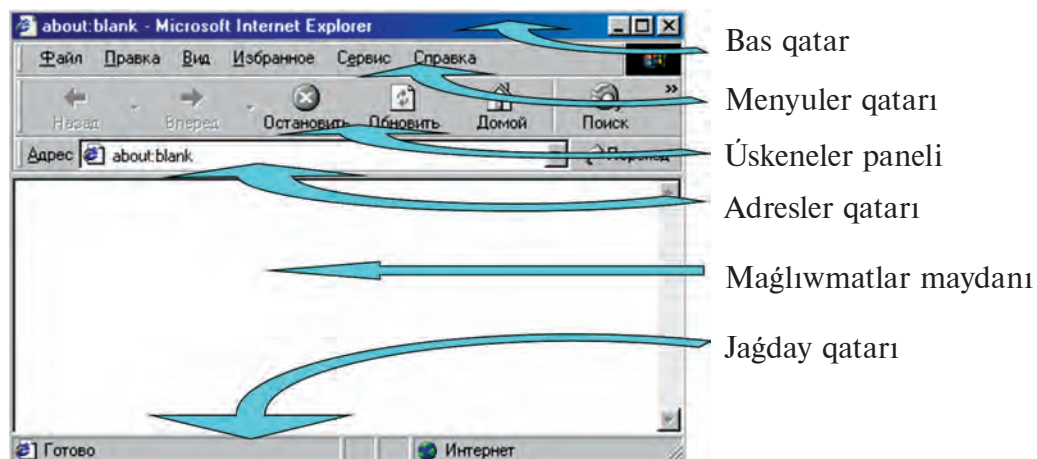 about:blank - Microsoft Internet Explorer
Bas qatar
Файл Правка Вид Избранное Сервис Справка
Menyuler qatarı
Назад Вперед Остановить Обновить Домой Поиск »
Úskeneler paneli
Адрес about:blank Переход
Adresler qatarı
Maǵlıwmatlar maydanı
Jaǵday qatarı
Готово Интернет